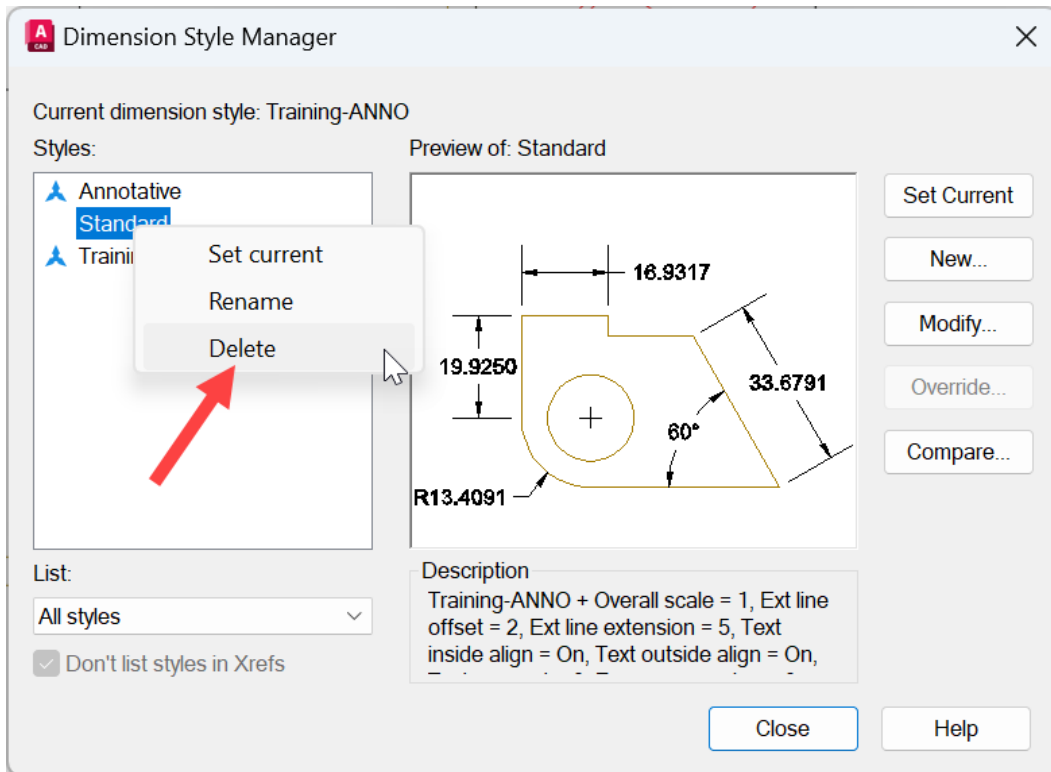 A
CAD
Dimension Style Manager
Current dimension style: Training-ANNO
Styles:
Preview of: Standard
Annotative
Standard
Traini
Set current
Rename
Delete
16.9317
19.9250
33.6791
60°
R13.4091
Set Current
New...
Modify...
Override...
Compare...
List:
All styles
Don't list styles in Xrefs
Description
Training-ANNO + Overall scale = 1, Ext line
offset = 2, Ext line extension = 5, Text
inside align = On, Text outside align = On,
Close
Help